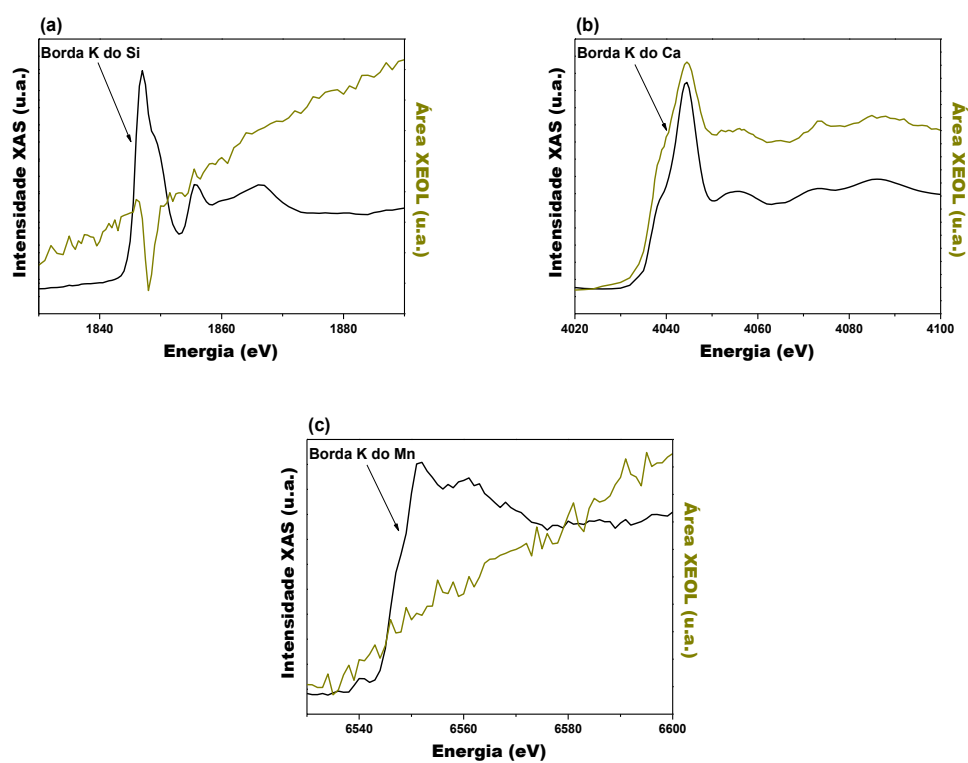 (a)
Borda K do Si
Intensidade XAS (u.a.)
Área XEOL (u.a.)
1840 1860 1880
Energia (eV)
(b)
Borda K do Ca
Intensidade XAS (u.a.)
Área XEOL (u.a.)
4020 4040 4060 4080 4100
Energia (eV)
(c)
Borda K do Mn
Intensidade XAS (u.a.)
Área XEOL (u.a.)
6540 6560 6580 6600
Energia (eV)